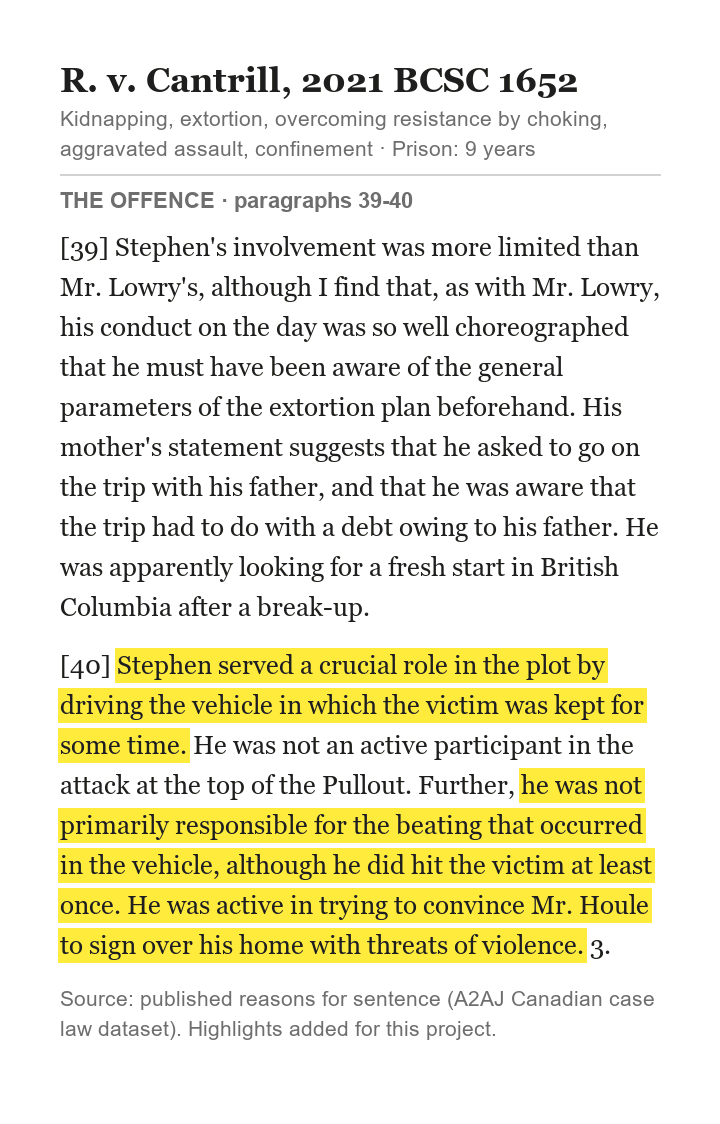 R. v. Cantrill, 2021 BCSC 1652
Kidnapping, extortion, overcoming resistance by choking,
aggravated assault, confinement · Prison: 9 years
THE OFFENCE · paragraphs 39-40
[39] Stephen's involvement was more limited than
Mr. Lowry's, although I find that, as with Mr. Lowry,
his conduct on the day was so well choreographed
that he must have been aware of the general
parameters of the extortion plan beforehand. His
mother's statement suggests that he asked to go on
the trip with his father, and that he was aware that
the trip had to do with a debt owing to his father. He
was apparently looking for a fresh start in British
Columbia after a break-up.
[40] Stephen served a crucial role in the plot by
driving the vehicle in which the victim was kept for
some time. He was not an active participant in the
attack at the top of the Pullout. Further, he was not
primarily responsible for the beating that occurred
in the vehicle, although he did hit the victim at least
once. He was active in trying to convince Mr. Houle
to sign over his home with threats of violence. 3.
Source: published reasons for sentence (A2AJ Canadian case
law dataset). Highlights added for this project.